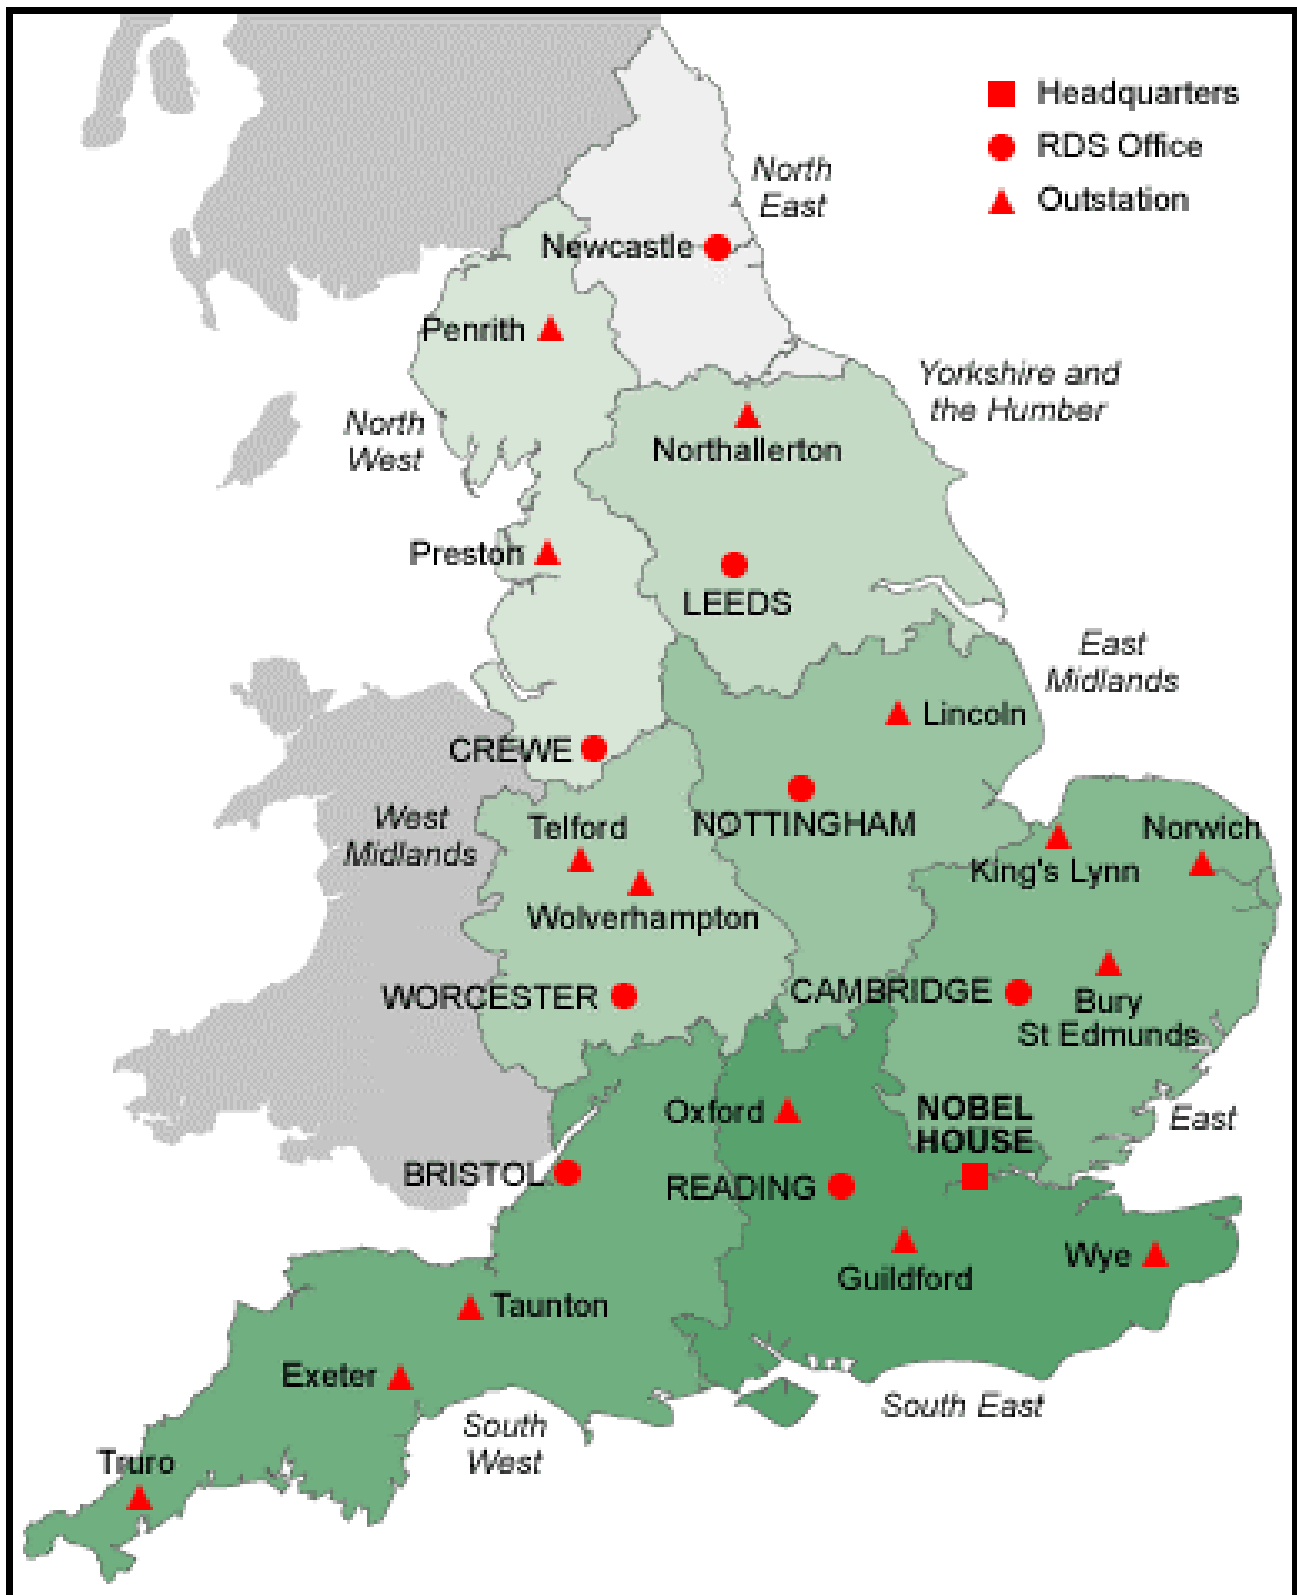 Headquarters
RDS Office
Outstation
North
East
Newcastle
Penrith
Yorkshire and
the Humber
North
West
Northallerton
Preston
LEEDS
East
Midlands
Lincoln
CREWE
West
Midlands
Telford
NOTTINGHAM
Norwich
King's Lynn
Wolverhampton
WORCESTER
CAMBRIDGE
Bury
St Edmunds
Oxford
NOBEL
HOUSE
East
BRISTOL
READING
Wye
Guildford
Taunton
Exeter
South East
South
West
Truro